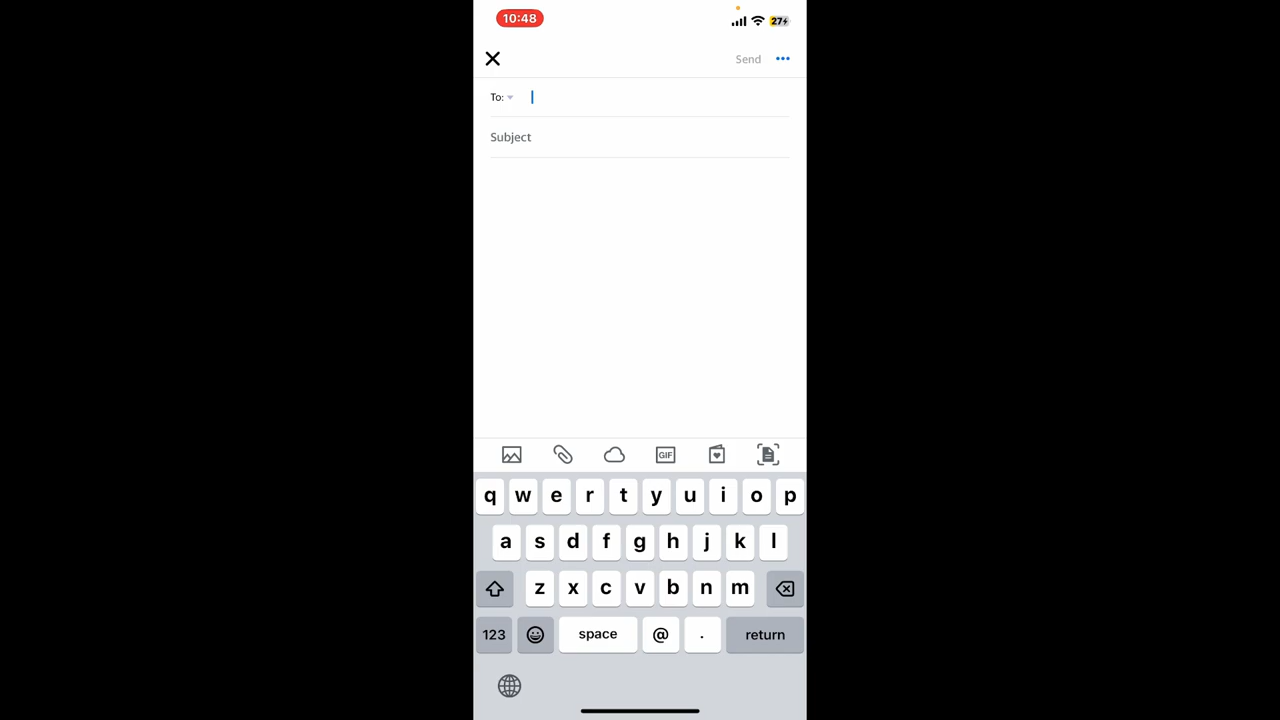 10:48
27
Send
To:
Subject
GIF
q w e r t y u i o p
a s d f g h j k l
z x c v b n m
123 space @ . return